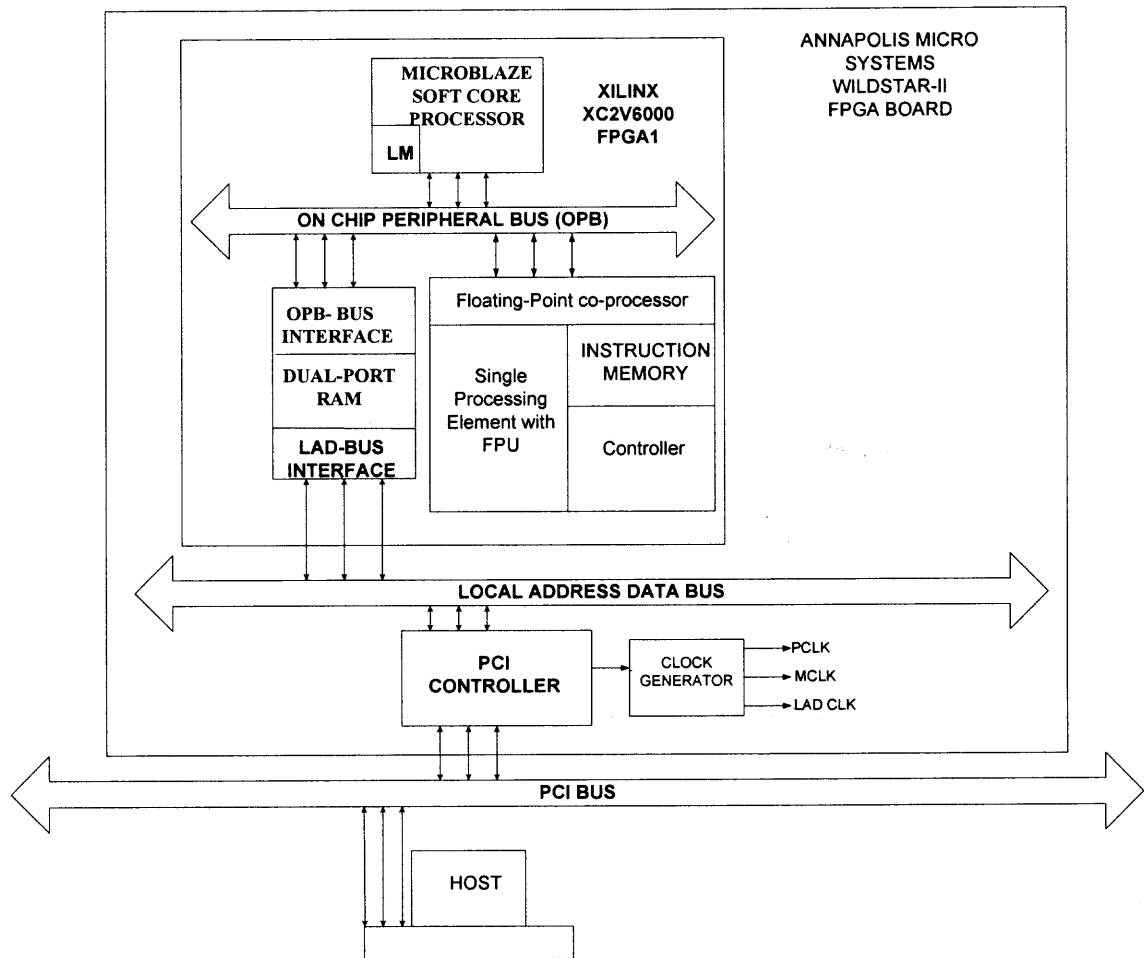 ANNAPOLIS MICRO
SYSTEMS
WILDSTAR-II
FPGA BOARD
MICROBLAZE
SOFT CORE
PROCESSOR
LM
XILINX
XC2V6000
FPGA1
ON CHIP PERIPHERAL BUS (OPB)
OPB- BUS
INTERFACE
DUAL-PORT
RAM
LAD-BUS
INTERFACE
Floating-Point co-processor
Single
Processing
Element with
FPU
INSTRUCTION
MEMORY
Controller
LOCAL ADDRESS DATA BUS
PCI
CONTROLLER
CLOCK
GENERATOR
PCLK
MCLK
LAD CLK
PCI BUS
HOST